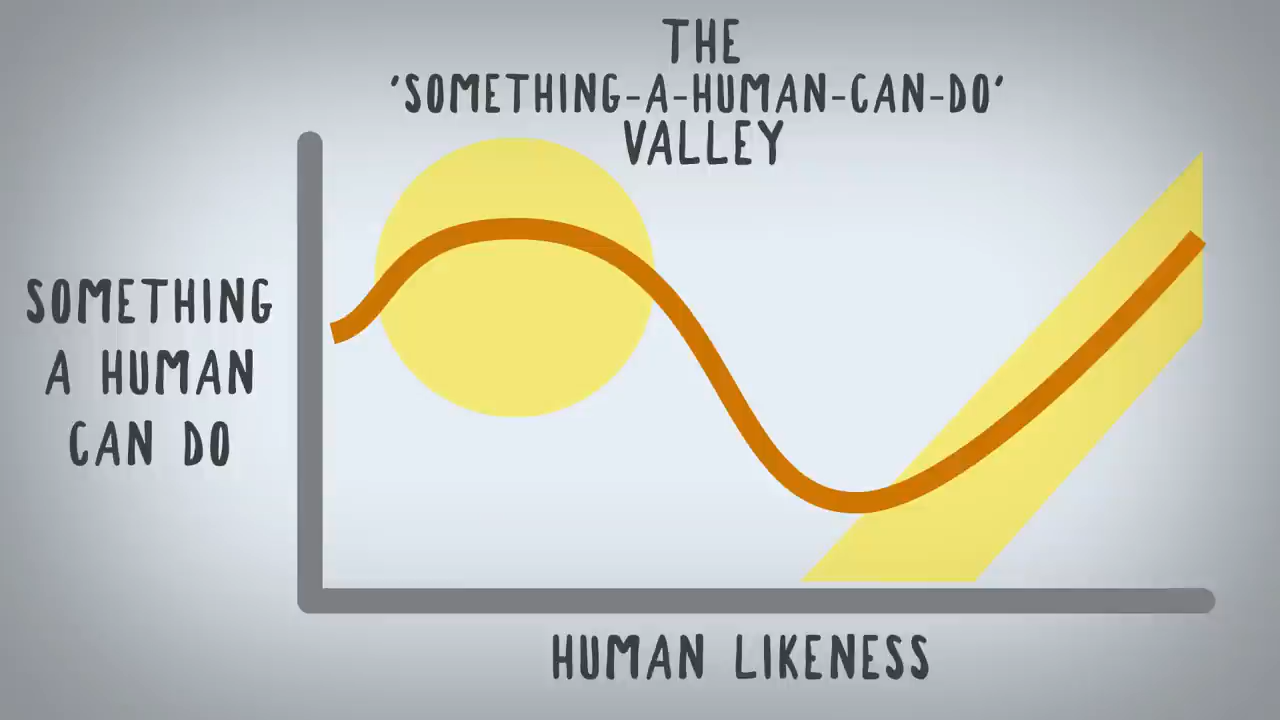 THE
'SOMETHING-A-HUMAN-CAN-DO'
VALLEY
SOMETHING
A HUMAN
CAN DO
HUMAN LIKENESS